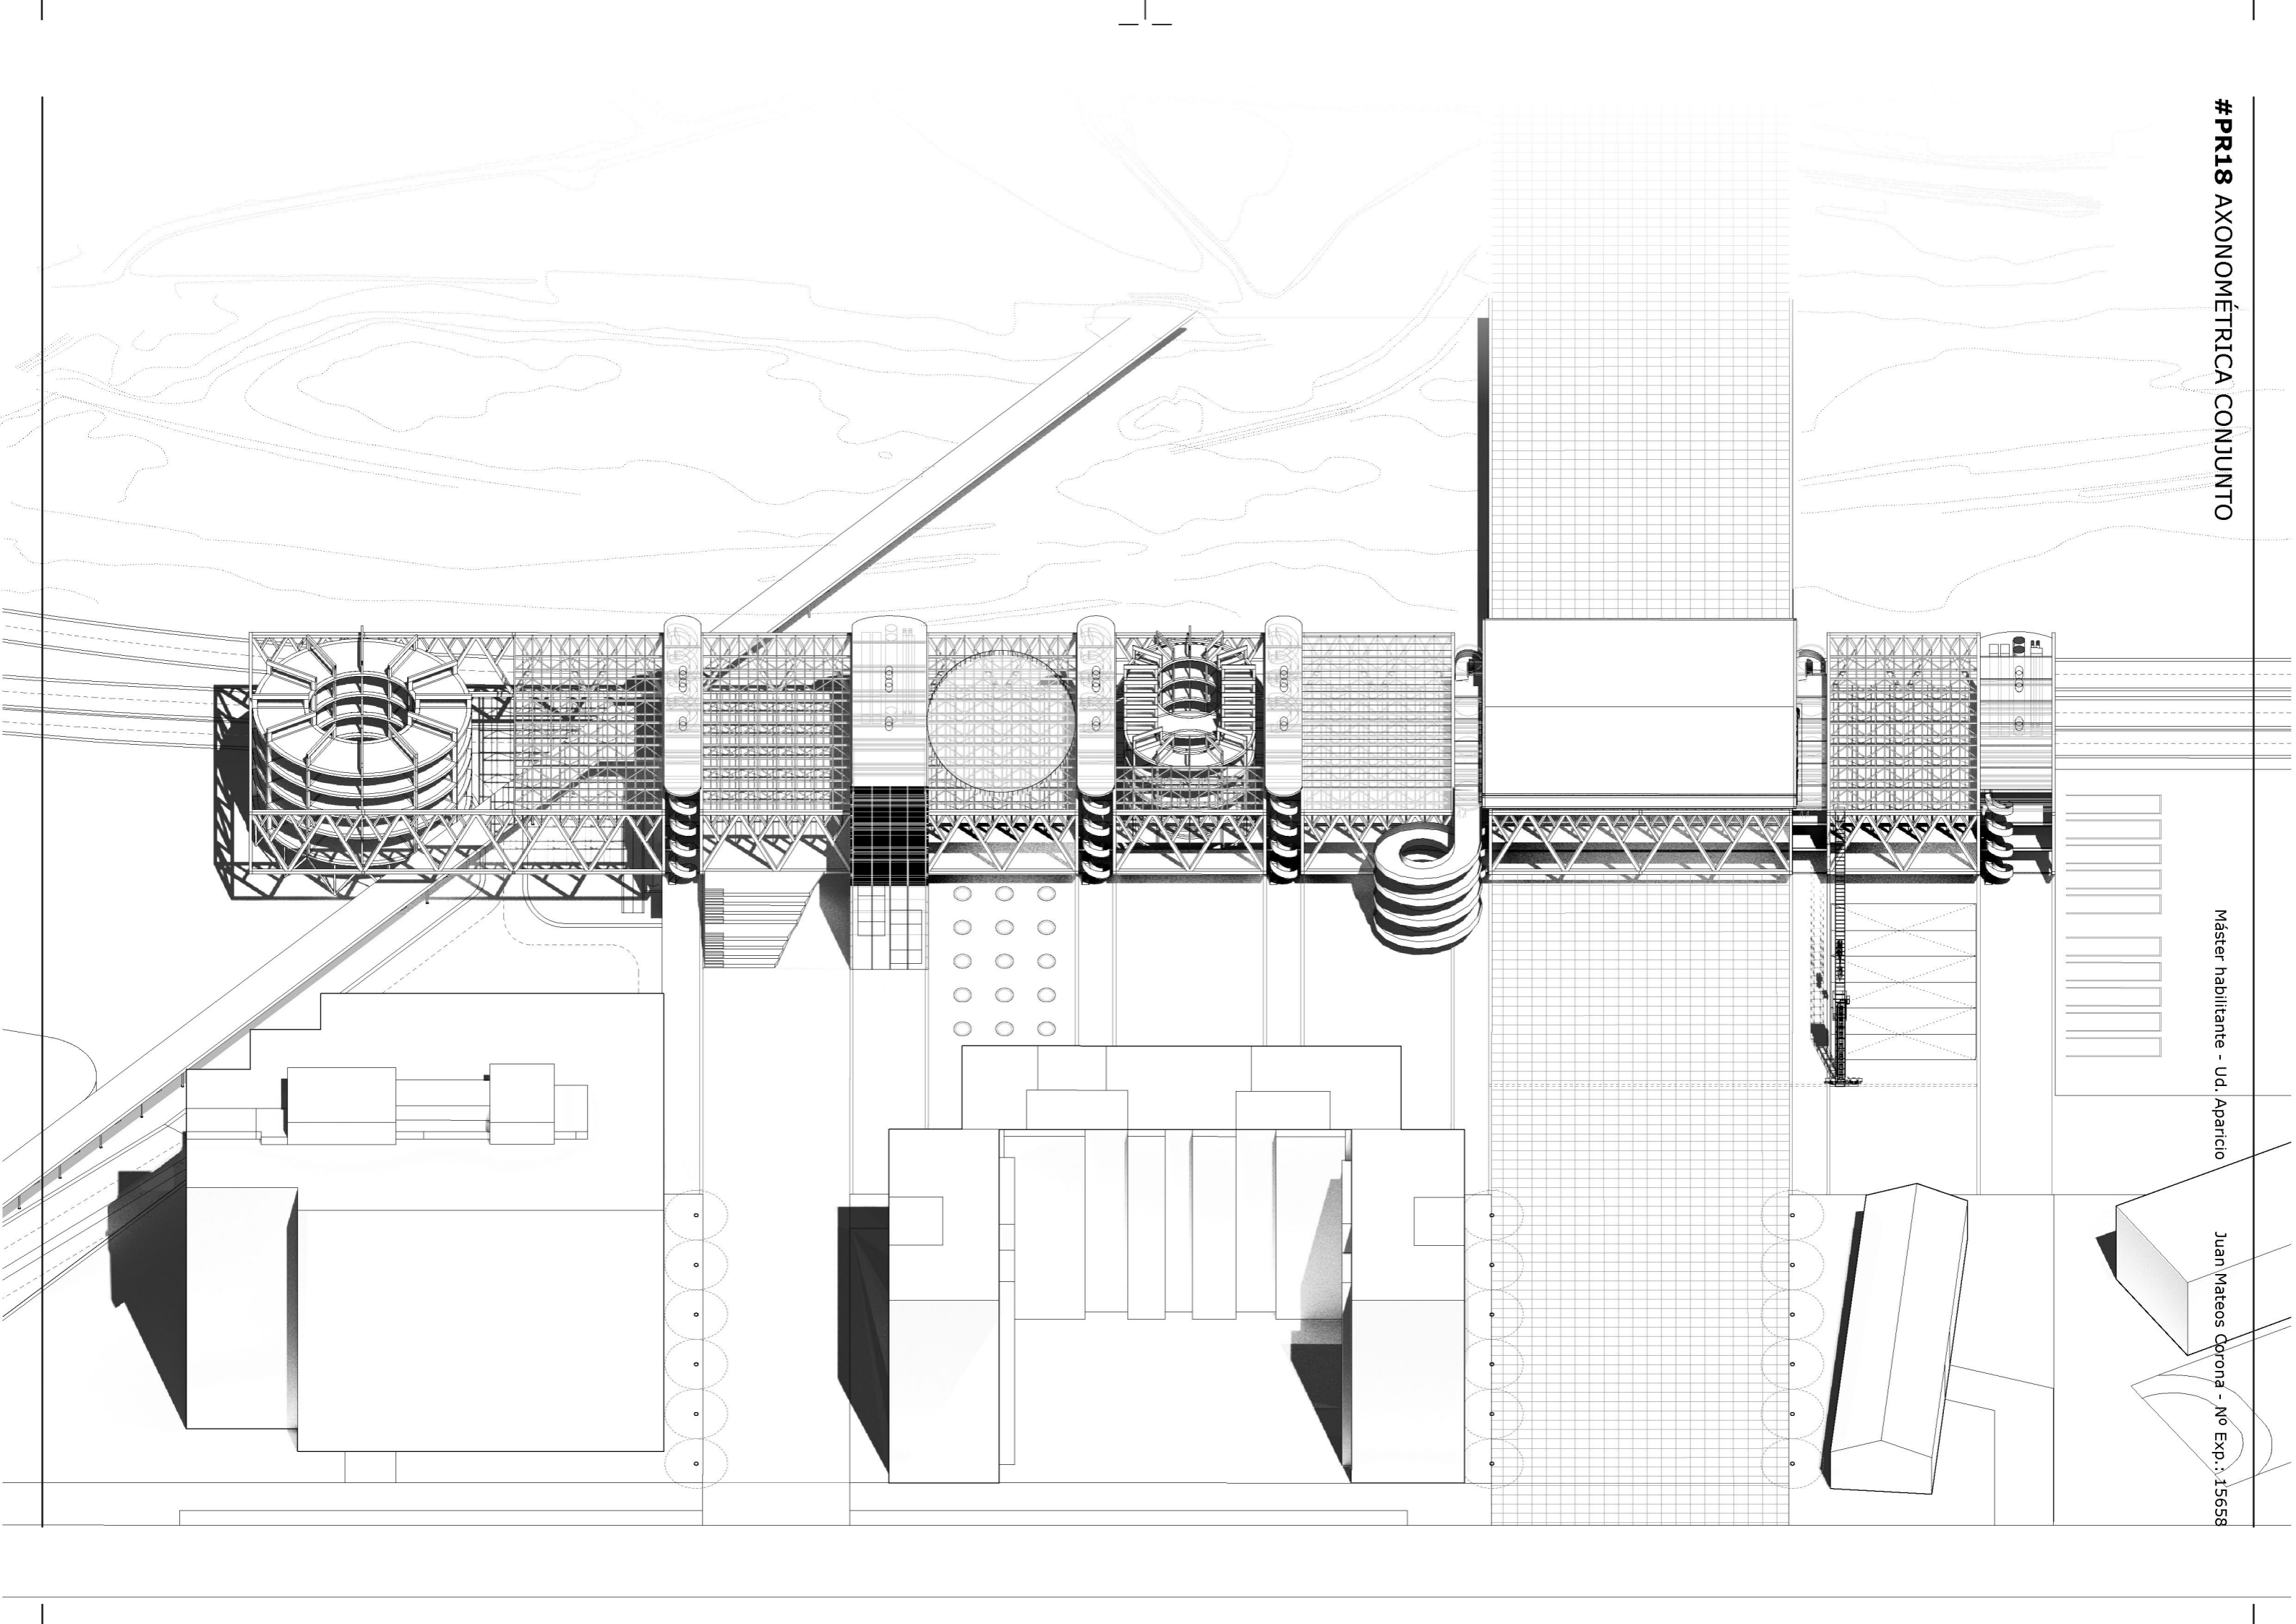 #PR18 AXONOMÉTRICA CONJUNTO
Máster habilitante - Ud. Aparicio
Juan Mateos Corona - Nº Exp.: 15658